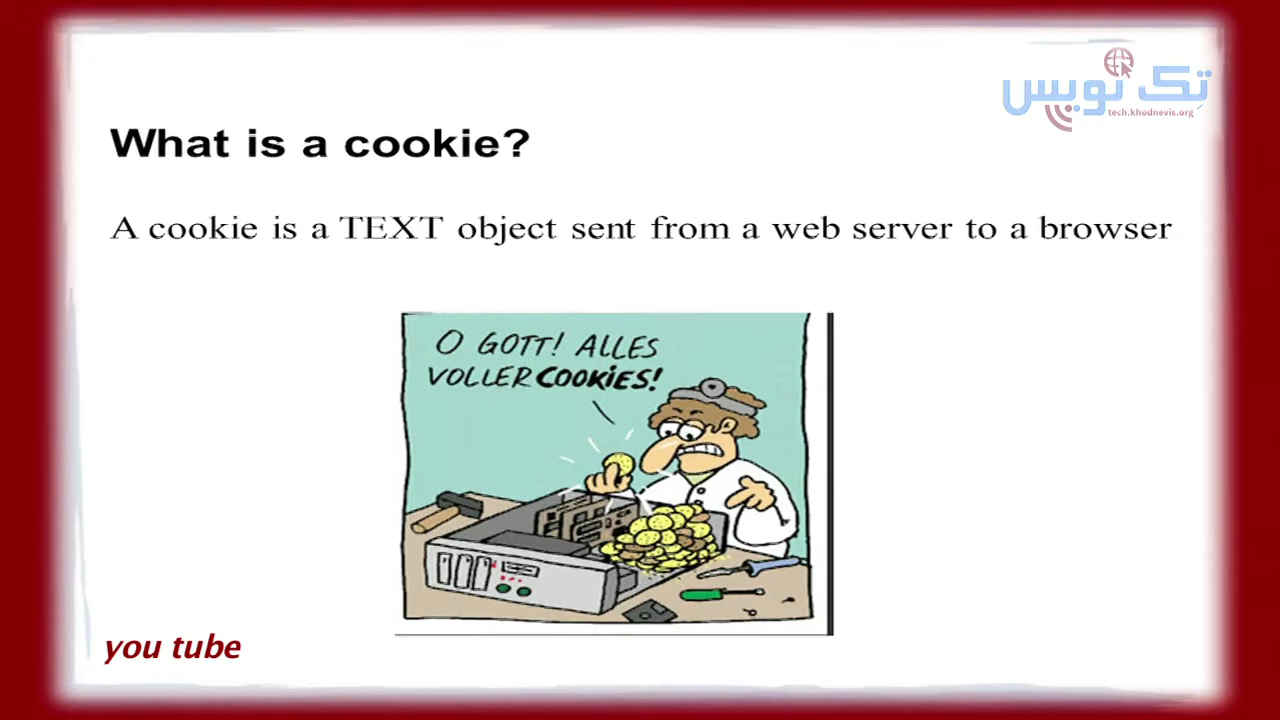 تک نویس
tech.khodnevis.org
What is a cookie?
A cookie is a TEXT object sent from a web server to a browser
O GOTT! ALLES
VOLLER COOKIES!
you tube